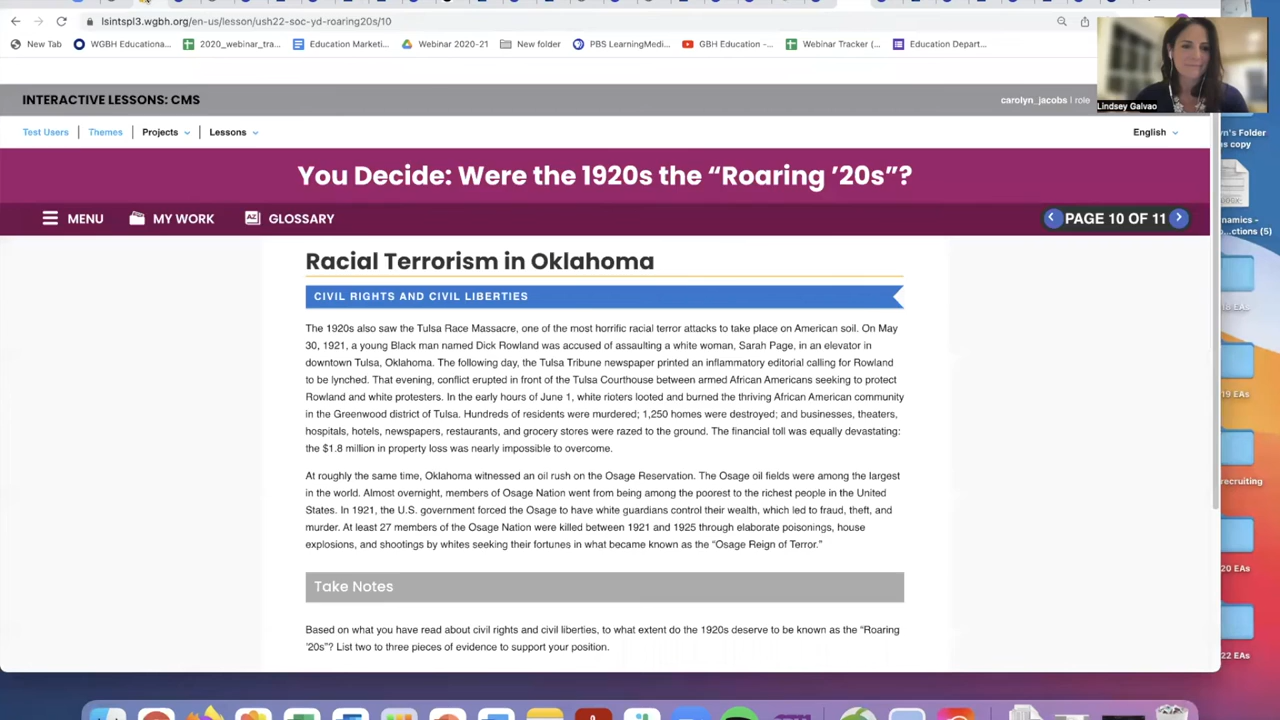 lsintspl3.wgbh.org/en-us/lesson/ush22-soc-yd-roaring20s/10
New Tab WGBH Educationa... 2020_webinar_tra... Education Marketi... Webinar 2020-21 New folder PBS LearningMedi... GBH Education -... Webinar Tracker (... Education Depart...
Lindsey Galvao
INTERACTIVE LESSONS: CMS
carolyn_jacobs | role
Test Users Themes Projects Lessons English
You Decide: Were the 1920s the “Roaring ’20s”?
MENU MY WORK GLOSSARY PAGE 10 OF 11
Racial Terrorism in Oklahoma
CIVIL RIGHTS AND CIVIL LIBERTIES
The 1920s also saw the Tulsa Race Massacre, one of the most horrific racial terror attacks to take place on American soil. On May
30, 1921, a young Black man named Dick Rowland was accused of assaulting a white woman, Sarah Page, in an elevator in
downtown Tulsa, Oklahoma. The following day, the Tulsa Tribune newspaper printed an inflammatory editorial calling for Rowland
to be lynched. That evening, conflict erupted in front of the Tulsa Courthouse between armed African Americans seeking to protect
Rowland and white protesters. In the early hours of June 1, white rioters looted and burned the thriving African American community
in the Greenwood district of Tulsa. Hundreds of residents were murdered; 1,250 homes were destroyed; and businesses, theaters,
hospitals, hotels, newspapers, restaurants, and grocery stores were razed to the ground. The financial toll was equally devastating:
the $1.8 million in property loss was nearly impossible to overcome.
At roughly the same time, Oklahoma witnessed an oil rush on the Osage Reservation. The Osage oil fields were among the largest
in the world. Almost overnight, members of Osage Nation went from being among the poorest to the richest people in the United
States. In 1921, the U.S. government forced the Osage to have white guardians control their wealth, which led to fraud, theft, and
murder. At least 27 members of the Osage Nation were killed between 1921 and 1925 through elaborate poisonings, house
explosions, and shootings by whites seeking their fortunes in what became known as the “Osage Reign of Terror.”
Take Notes
Based on what you have read about civil rights and civil liberties, to what extent do the 1920s deserve to be known as the “Roaring
’20s”? List two to three pieces of evidence to support your position.
n's Folder
s copy
namics -
...ctions (5)
18 EA..
19 EAs
recruiting
20 EAs
22 EAs